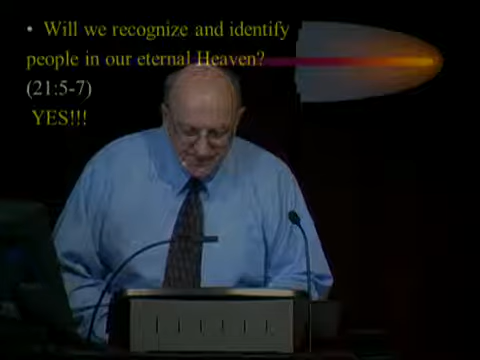 • Will we recognize and identify
people in our eternal Heaven?
(21:5-7)
YES!!!